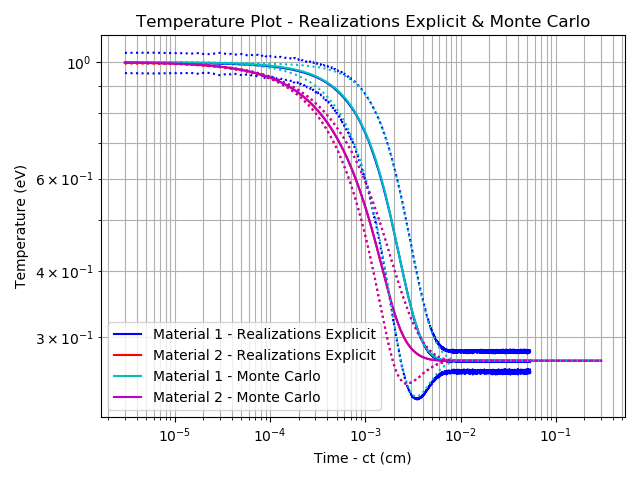 Temperature Plot - Realizations Explicit & Monte Carlo
Temperature (eV)
10⁰
6 × 10⁻¹
4 × 10⁻¹
3 × 10⁻¹
Material 1 - Realizations Explicit
Material 2 - Realizations Explicit
Material 1 - Monte Carlo
Material 2 - Monte Carlo
10⁻⁵ 10⁻⁴ 10⁻³ 10⁻² 10⁻¹
Time - ct (cm)